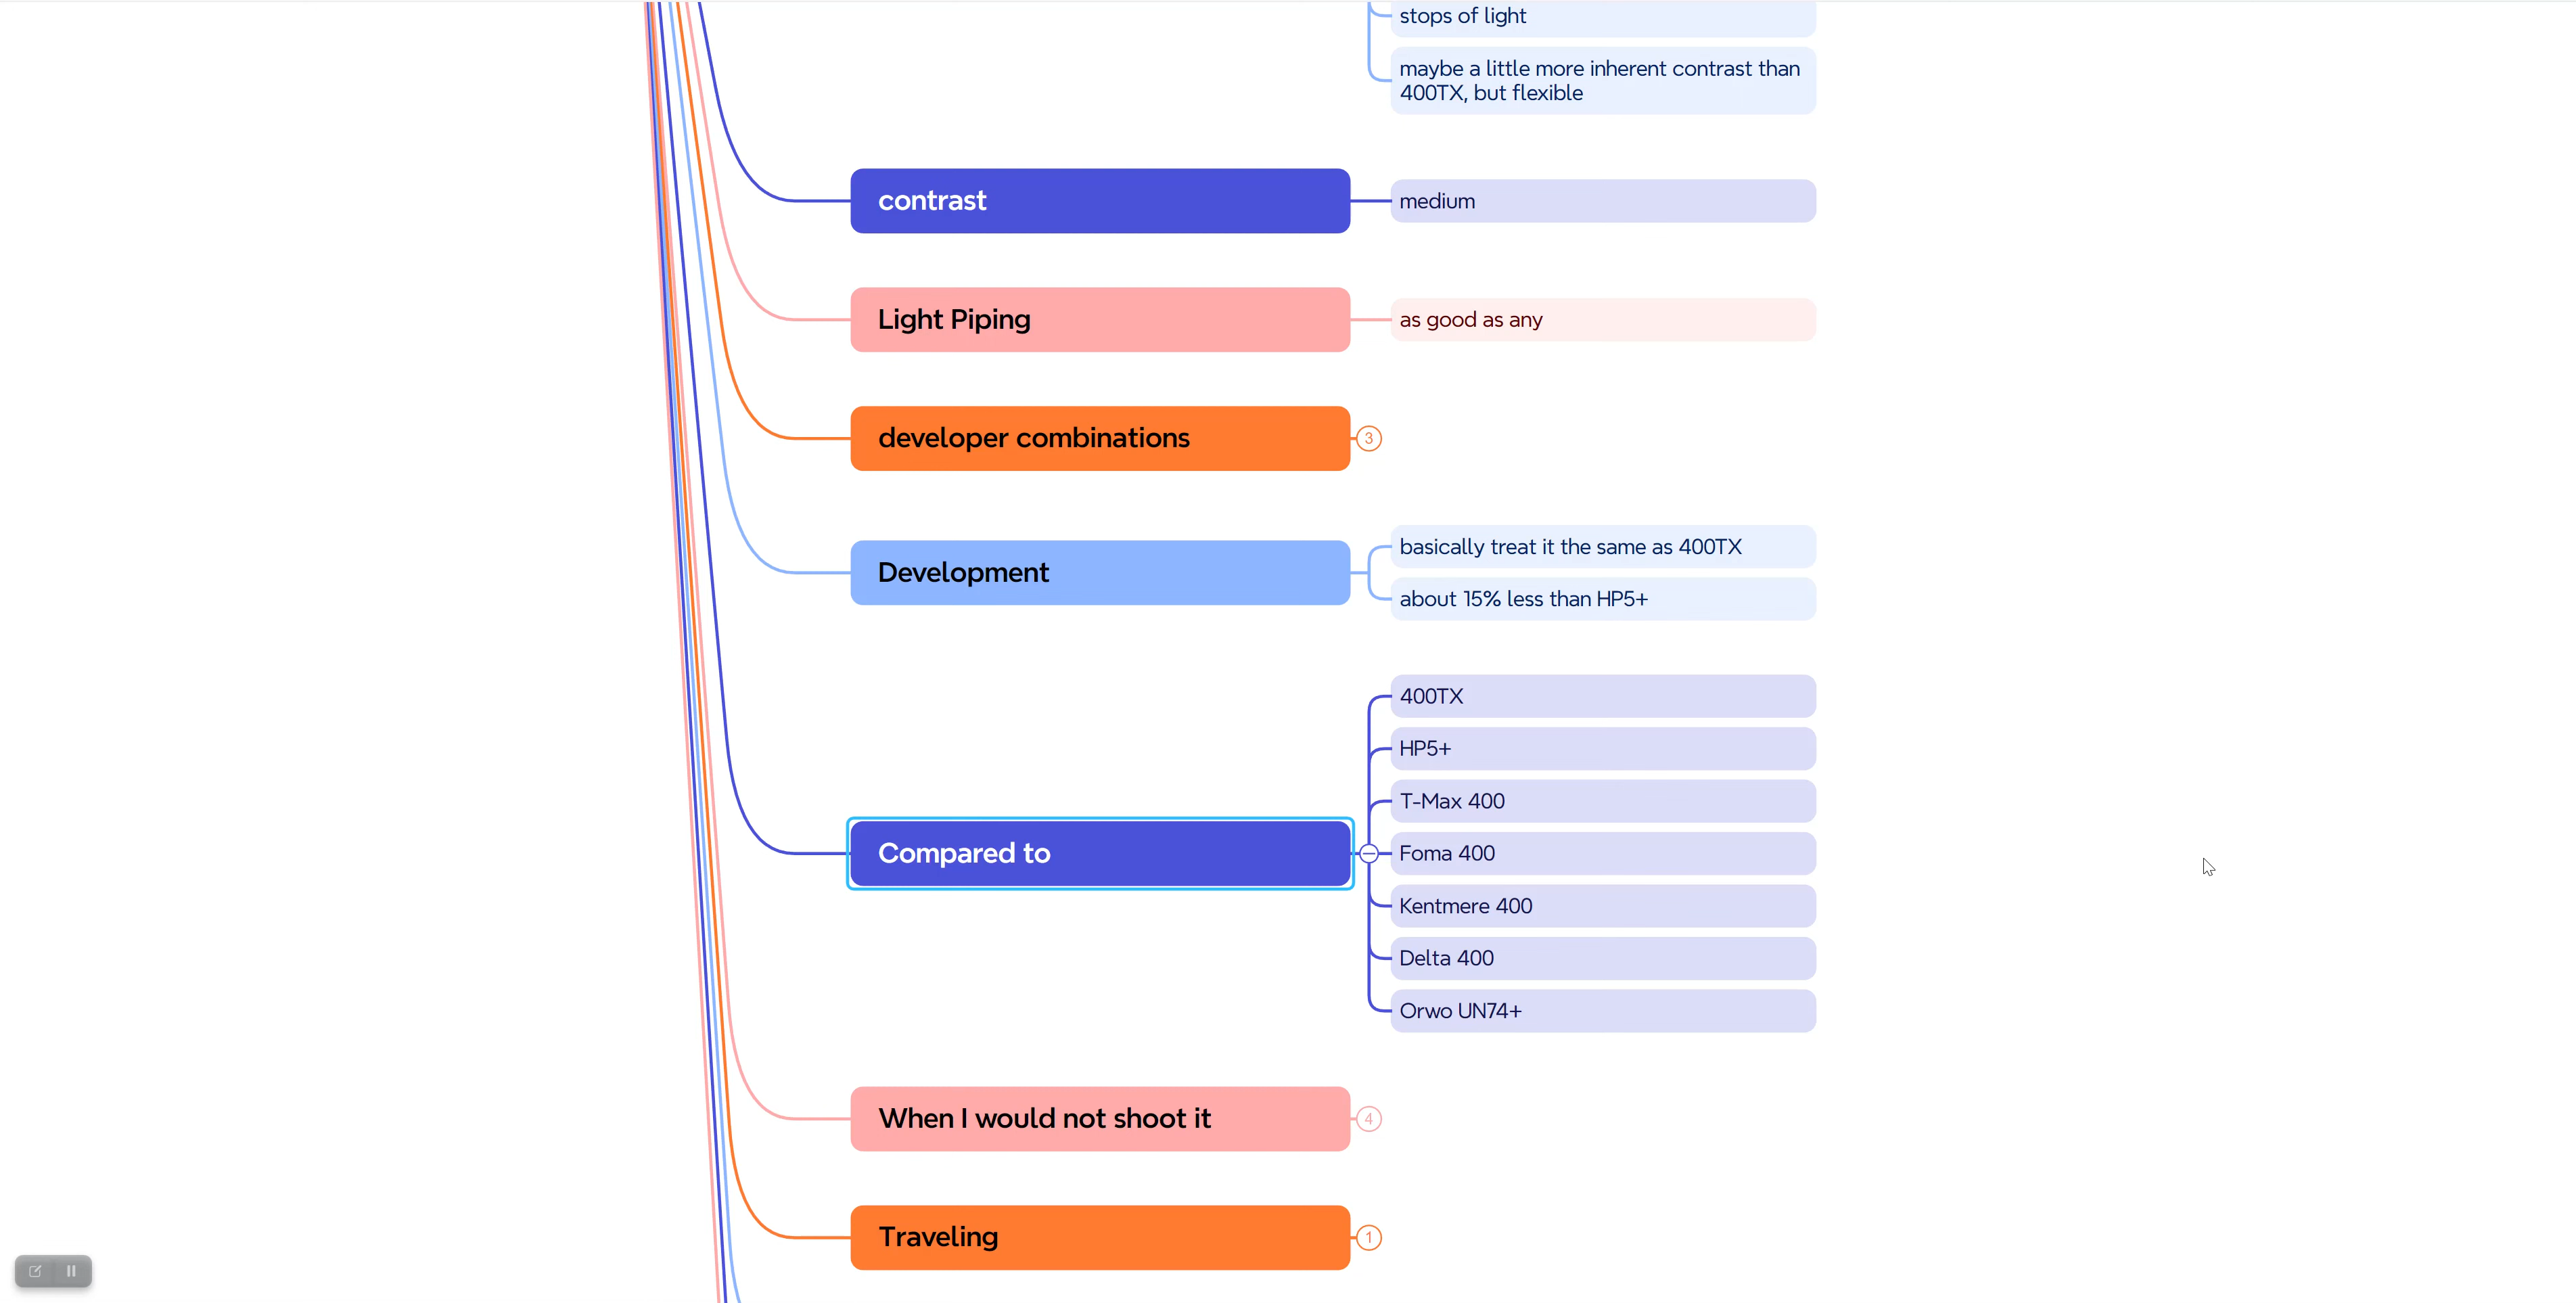 stops of light
maybe a little more inherent contrast than
400TX, but flexible
contrast
medium
Light Piping
as good as any
developer combinations
3
Development
basically treat it the same as 400TX
about 15% less than HP5+
Compared to
400TX
HP5+
T-Max 400
Foma 400
Kentmere 400
Delta 400
Orwo UN74+
When I would not shoot it
4
Traveling
1